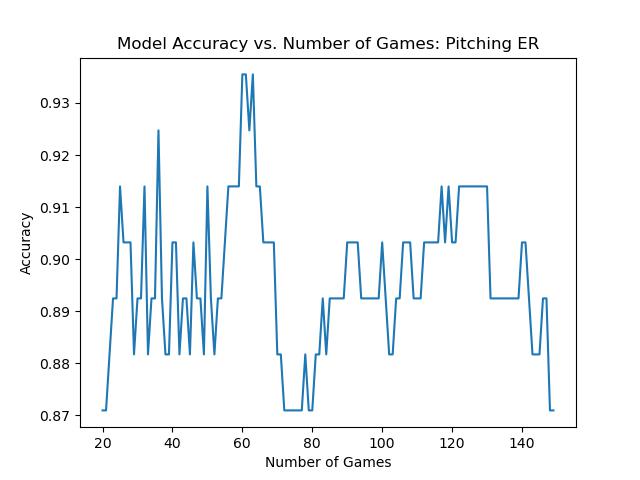 Model Accuracy vs. Number of Games: Pitching ER
0.93
0.92
0.91
0.90
0.89
0.88
0.87
Accuracy
20 40 60 80 100 120 140
Number of Games